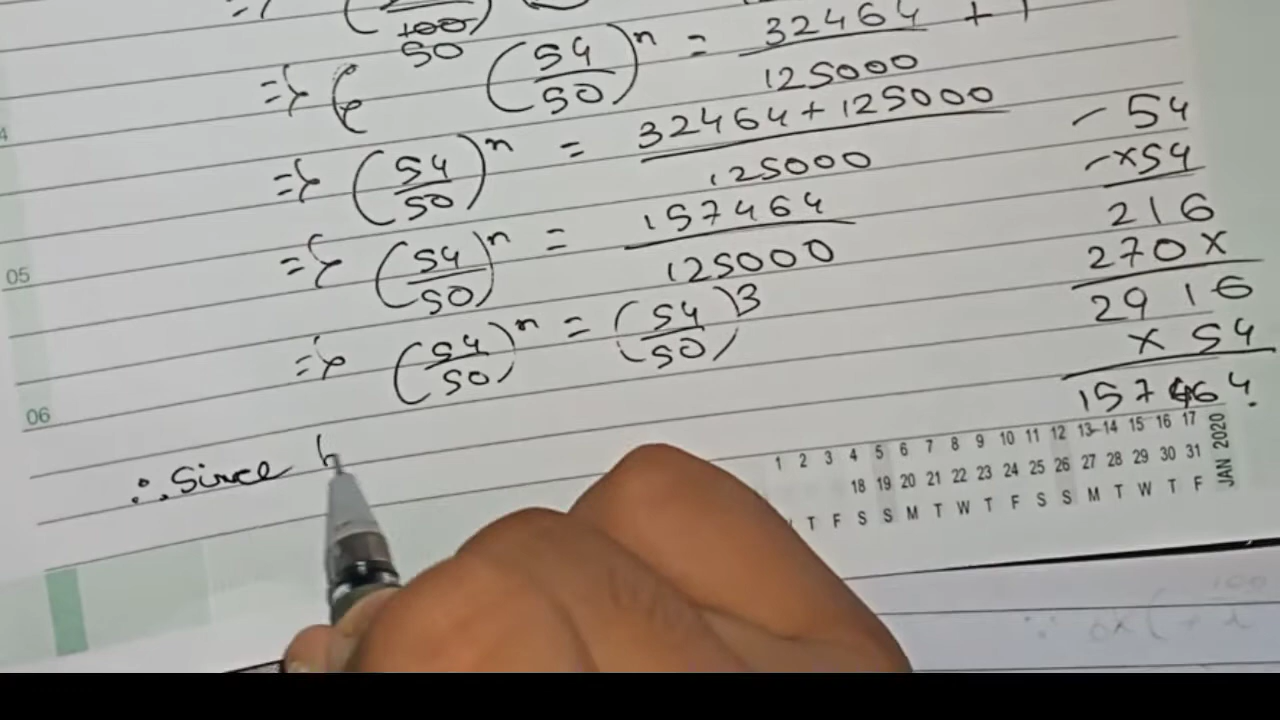 100
50
=> (54/50)^n = 32464/125000 + 1
=> (54/50)^n = 32464 + 125000/125000
=> (54/50)^n = 157464/125000
=> (54/50)^n = (54/50)^3
∴ Since
54
×54
216
270×
2916
× 54
157464.
05
06
1 2 3 4 5 6 7 8 9 10 11 12 13 14 15 16 17
18 19 20 21 22 23 24 25 26 27 28 29 30 31
T F S S M T W T F S S M T W T F
JAN 2020